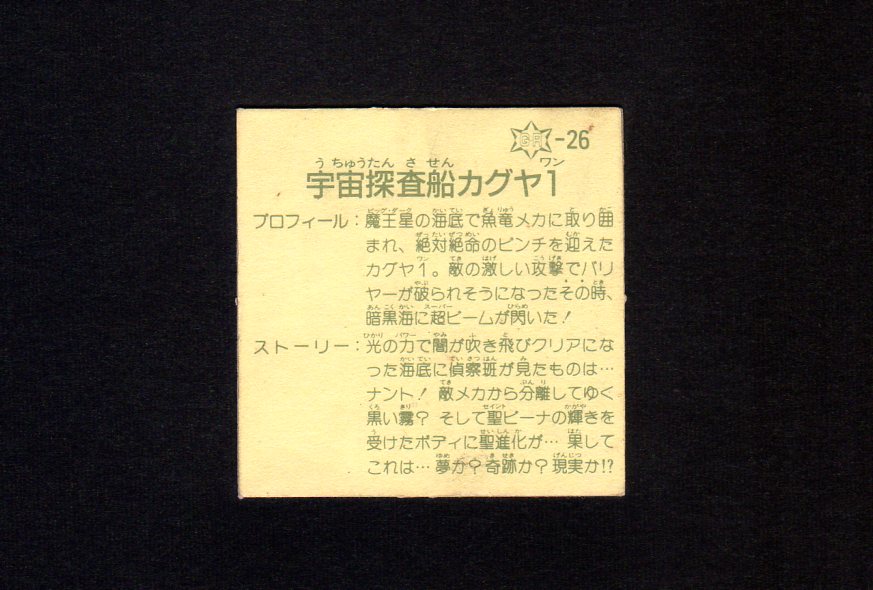 GR-26
宇宙探査船カグヤ1
プロフィール：魔王星の海底で魚竜メカに取り囲
まれ、絶対絶命のピンチを迎えた
カグヤ1。敵の激しい攻撃でバリ
ヤーが破られそうになったその時、
暗黒海に超ビームが閃いた！
ストーリー：光の力で闇が吹き飛びクリアにな
った海底に偵察班が見たものは…
ナント！ 敵メカから分離してゆく
黒い霧？ そして聖ビーナの輝きを
受けたボディに聖進化が… 果して
これは…夢か？奇跡か？現実か!?